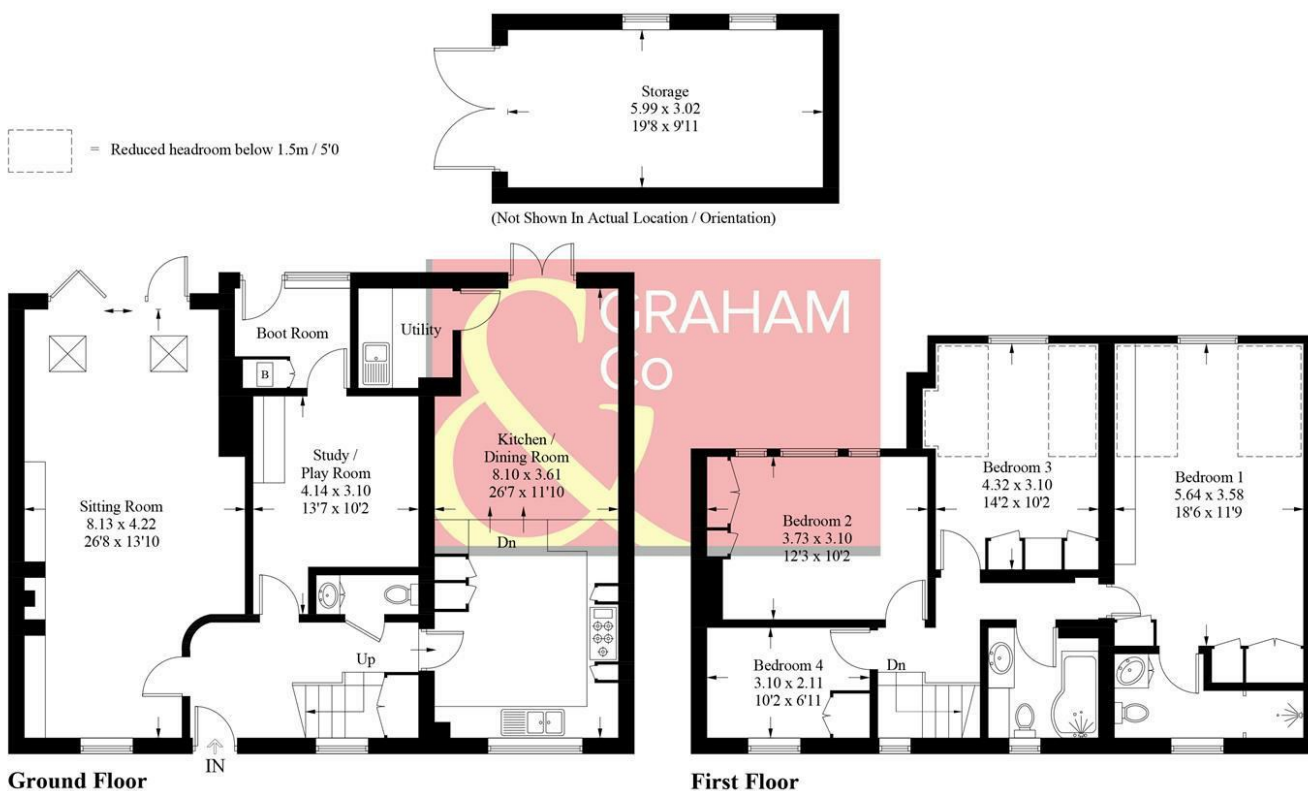 Storage
5.99 x 3.02
19'8 x 9'11
= Reduced headroom below 1.5m / 5'0
(Not Shown In Actual Location / Orientation)
GRAHAM
&
Co
Boot Room
Utility
B
Sitting Room
8.13 x 4.22
26'8 x 13'10
Study /
Play Room
4.14 x 3.10
13'7 x 10'2
Kitchen /
Dining Room
8.10 x 3.61
26'7 x 11'10
Dn
Up
IN
Ground Floor
Bedroom 2
3.73 x 3.10
12'3 x 10'2
Bedroom 3
4.32 x 3.10
14'2 x 10'2
Bedroom 1
5.64 x 3.58
18'6 x 11'9
Bedroom 4
3.10 x 2.11
10'2 x 6'11
Dn
First Floor